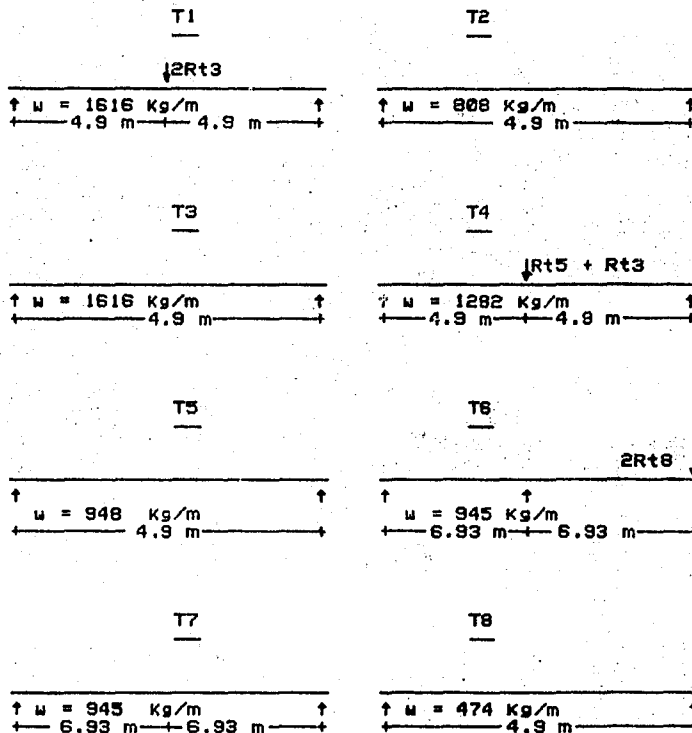 T1
T2
↓2Rt3
↑ w = 1616 Kg/m ↑
4.9 m 4.9 m
↑ w = 808 Kg/m ↑
4.9 m
T3
T4
↓Rt5 + Rt3
↑ w = 1616 Kg/m ↑
4.9 m
↑ w = 1282 Kg/m ↑
4.9 m 4.9 m
T5
T6
2Rt8
↑ ↑
w = 948 Kg/m
4.9 m
↑ ↑
w = 945 Kg/m
6.93 m 6.93 m
T7
T8
↑ w = 945 Kg/m ↑
6.93 m 6.93 m
↑ w = 474 Kg/m ↑
4.9 m